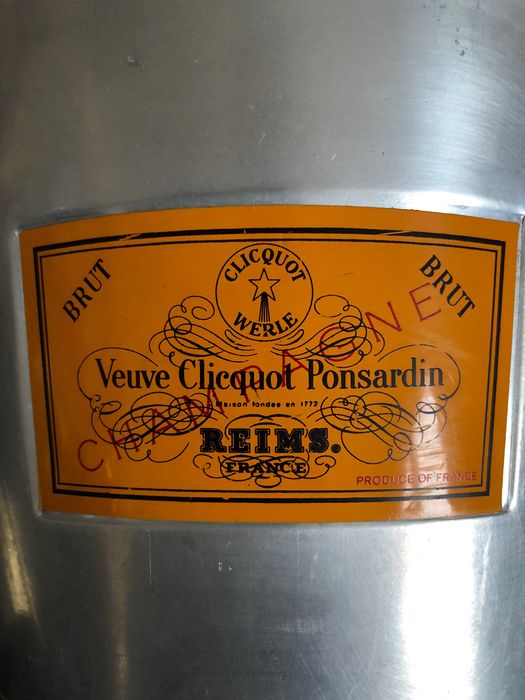 BRUT
BRUT
CLICQUOT
WERLE
CHAMPAGNE
Veuve Clicquot Ponsardin
Maison fondée en 1772
REIMS.
FRANCE
PRODUCE OF FRANCE